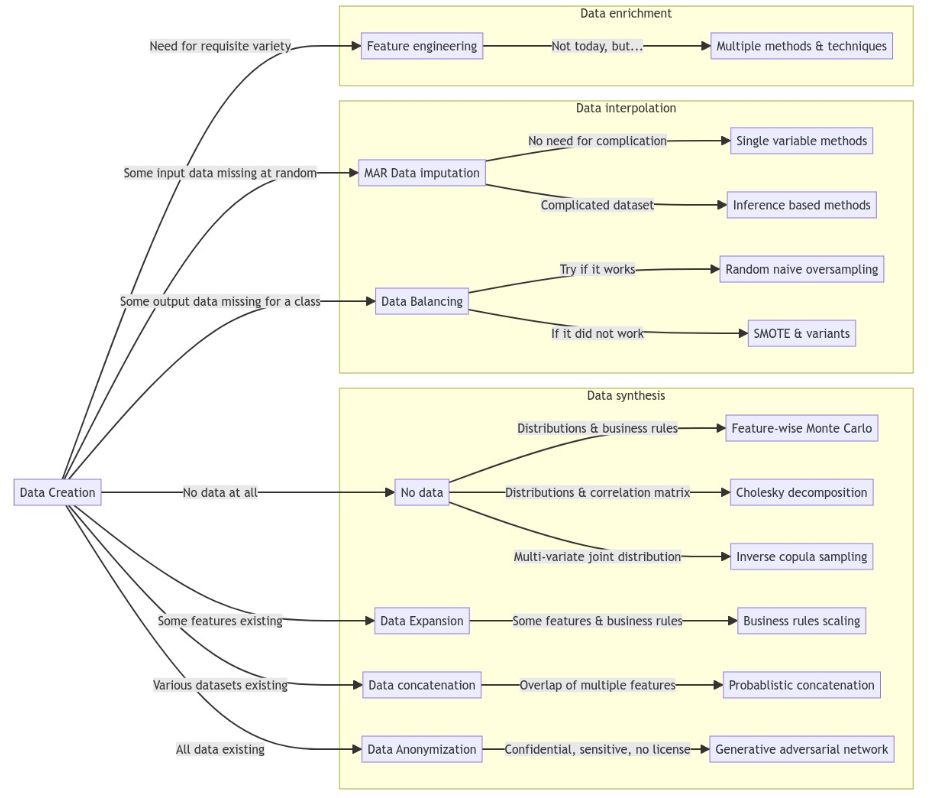 Data enrichment
Need for requisite variety
Feature engineering
Not today, but...
Multiple methods & techniques
Data interpolation
No need for complication
Single variable methods
Some input data missing at random
MAR Data imputation
Complicated dataset
Inference based methods
Try if it works
Random naive oversampling
Some output data missing for a class
Data Balancing
If it did not work
SMOTE & variants
Data synthesis
Distributions & business rules
Feature-wise Monte Carlo
Data Creation
No data at all
No data
Distributions & correlation matrix
Cholesky decomposition
Multi-variate joint distribution
Inverse copula sampling
Some features existing
Data Expansion
Some features & business rules
Business rules scaling
Various datasets existing
Data concatenation
Overlap of multiple features
Probablistic concatenation
All data existing
Data Anonymization
Confidential, sensitive, no license
Generative adversarial network